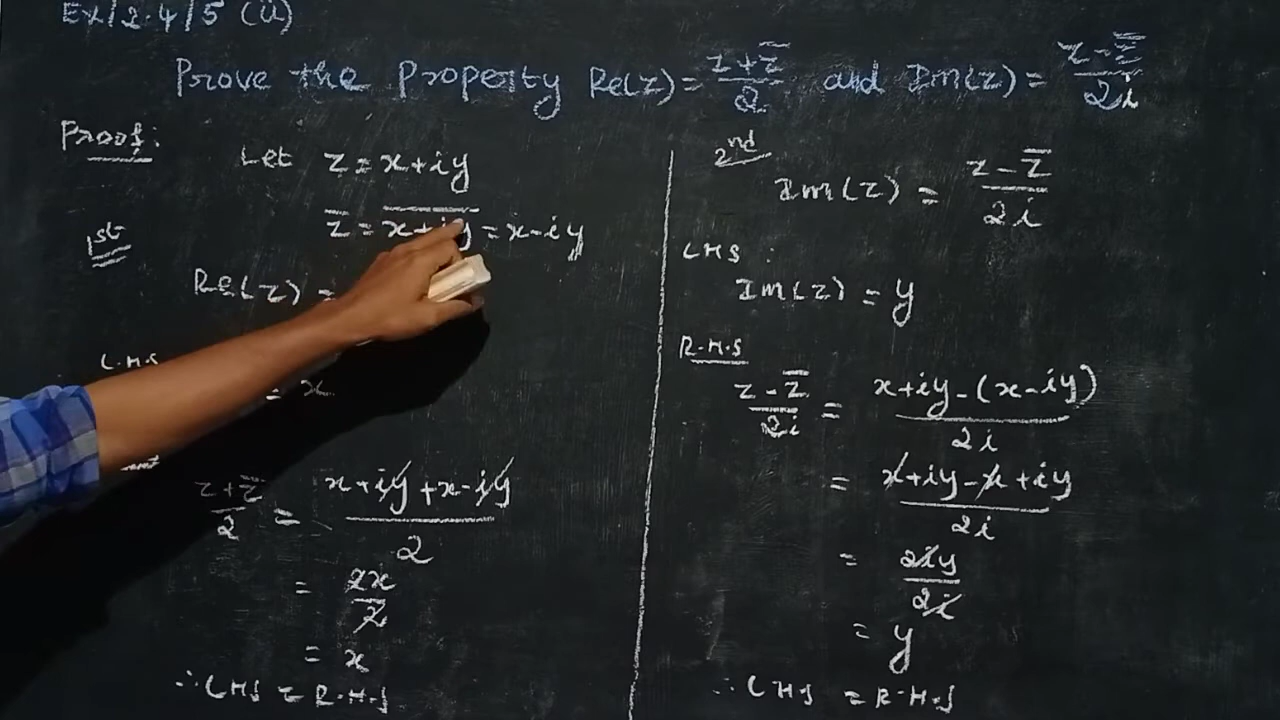 Ex/2.4/5 (ii)
Prove the Property Re(z) = (z + z̅)/2 and Im(z) = (z - z̅)/2i
Proof:
Let z = x + iy
1st
z̅ = \overline{x + iy} = x - iy
Re(z) =
L.H.S
= x
(z + z̅)/2 = (x + iy + x - iy)/2
= 2x/2
= x
∴ LHS = R.H.S
2nd
Im(z) = (z - z̅)/2i
LHS :
Im(z) = y
R.H.S
(z - z̅)/2i = (x + iy - (x - iy))/2i
= (x + iy - x + iy)/2i
= 2iy/2i
= y
∴ LHS = R.H.S